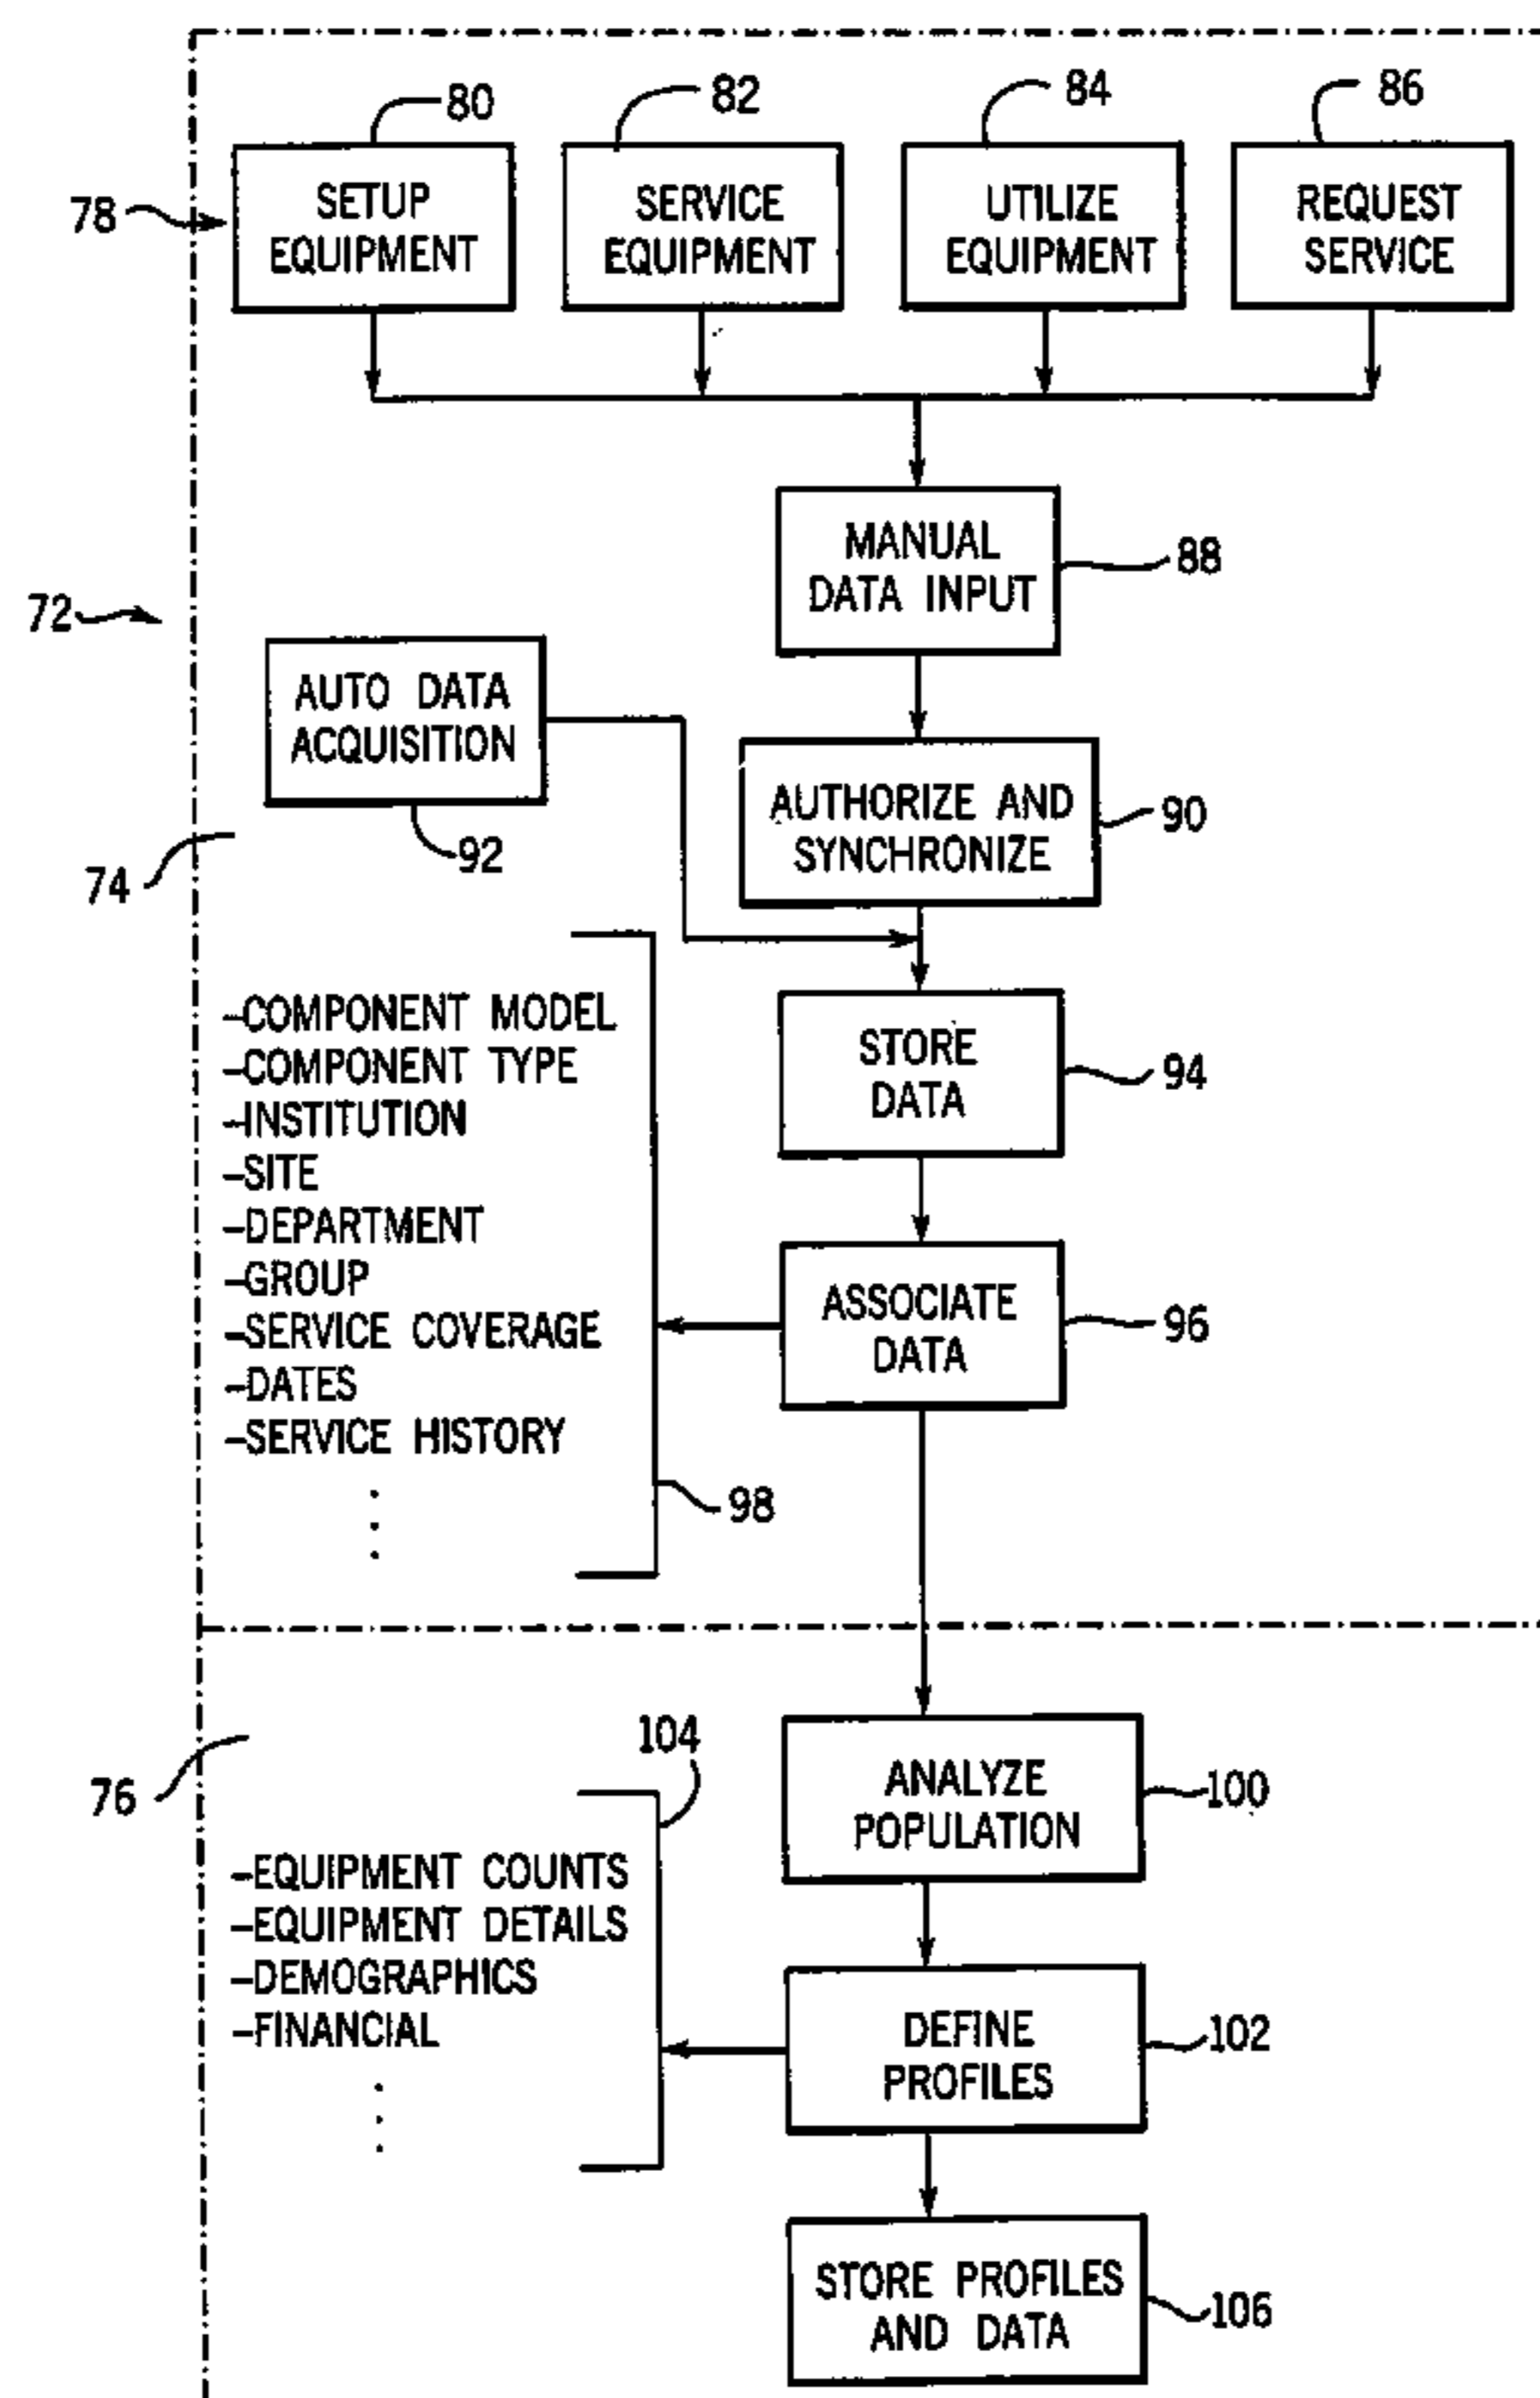 80
82
84
86
78
SETUP
EQUIPMENT
SERVICE
EQUIPMENT
UTILIZE
EQUIPMENT
REQUEST
SERVICE
MANUAL
DATA INPUT
88
72
AUTO DATA
ACQUISITION
92
AUTHORIZE AND
SYNCHRONIZE
90
74
-COMPONENT MODEL
-COMPONENT TYPE
-INSTITUTION
-SITE
-DEPARTMENT
-GROUP
-SERVICE COVERAGE
-DATES
-SERVICE HISTORY
98
STORE
DATA
94
ASSOCIATE
DATA
96
76
104
ANALYZE
POPULATION
100
-EQUIPMENT COUNTS
-EQUIPMENT DETAILS
-DEMOGRAPHICS
-FINANCIAL
DEFINE
PROFILES
102
STORE PROFILES
AND DATA
106